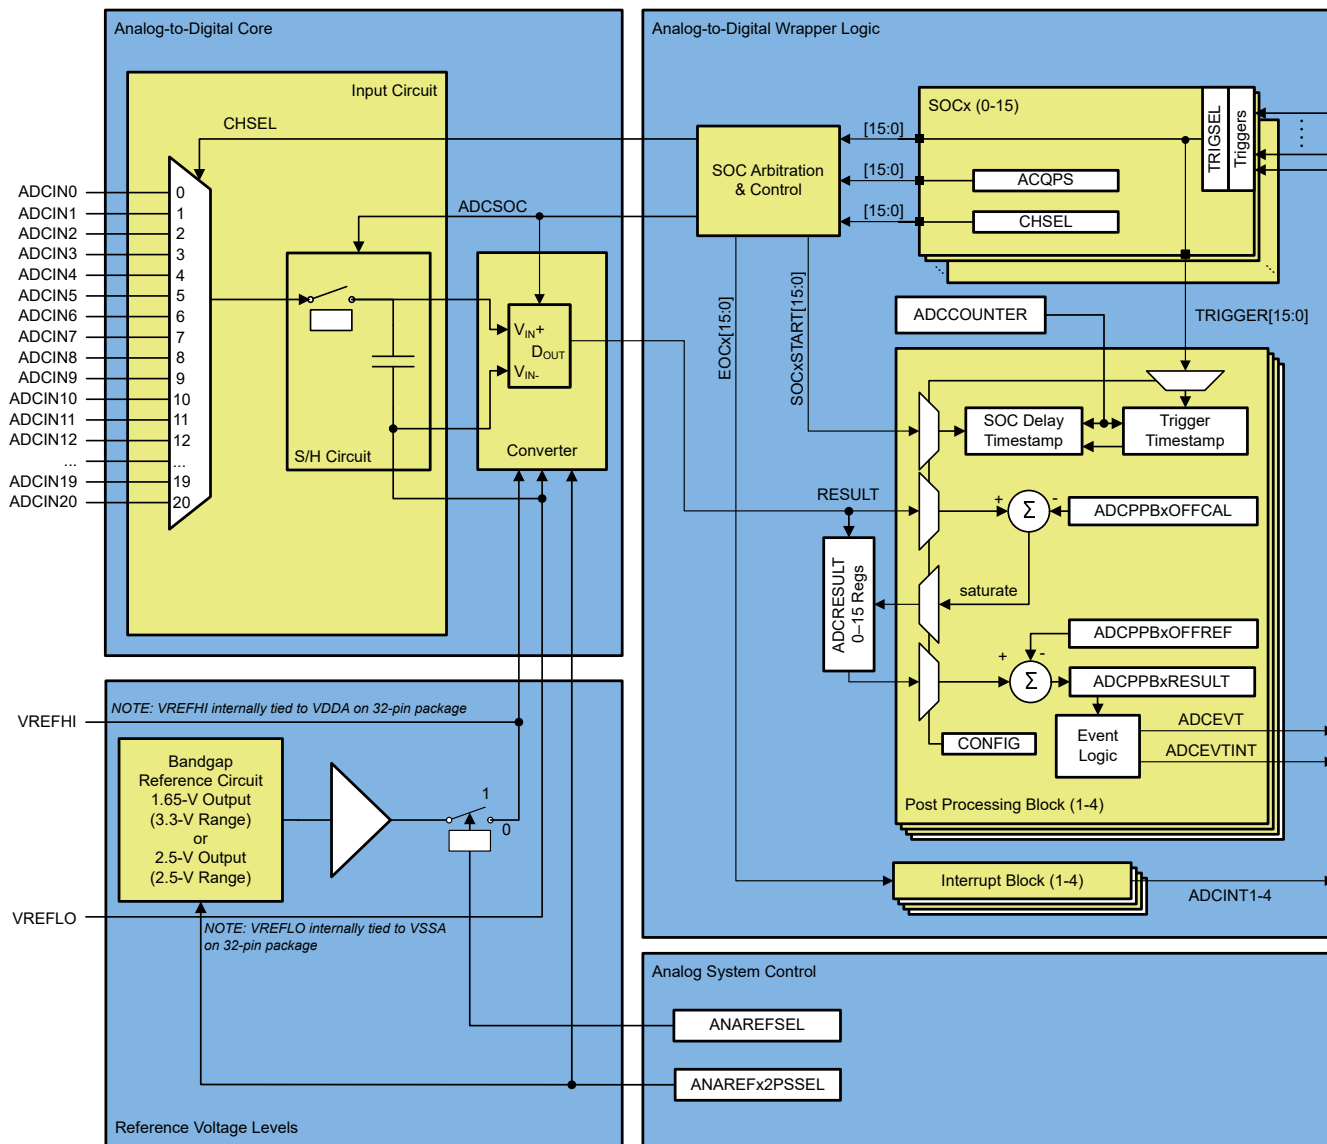 Analog-to-Digital Core
Input Circuit
CHSEL
ADCIN0 0
ADCIN1 1
ADCIN2 2
ADCIN3 3
ADCIN4 4
ADCIN5 5
ADCIN6 6
ADCIN7 7
ADCIN8 8
ADCIN9 9
ADCIN10 10
ADCIN11 11
ADCIN12 12
... ...
ADCIN19 19
ADCIN20 20
ADCSOC
S/H Circuit
VIN+
DOUT
VIN-
Converter
Analog-to-Digital Wrapper Logic
SOCx (0-15)
TRIGSEL
Triggers
[15:0]
[15:0]
[15:0]
ACQPS
CHSEL
SOC Arbitration
& Control
EOCx[15:0]
SOCxSTART[15:0]
ADCCOUNTER
TRIGGER[15:0]
SOC Delay
Timestamp
Trigger
Timestamp
RESULT
+
-
Σ
ADCPPBxOFFCAL
saturate
ADCRESULT
0–15 Regs
ADCPPBxOFFREF
+
-
Σ
ADCPPBxRESULT
CONFIG
Event
Logic
ADCEVT
ADCEVTINT
Post Processing Block (1-4)
Interrupt Block (1-4)
ADCINT1-4
VREFHI
NOTE: VREFHI internally tied to VDDA on 32-pin package
Bandgap
Reference Circuit
1.65-V Output
(3.3-V Range)
or
2.5-V Output
(2.5-V Range)
1
0
VREFLO
NOTE: VREFLO internally tied to VSSA
on 32-pin package
Reference Voltage Levels
Analog System Control
ANAREFSEL
ANAREFx2PSSEL